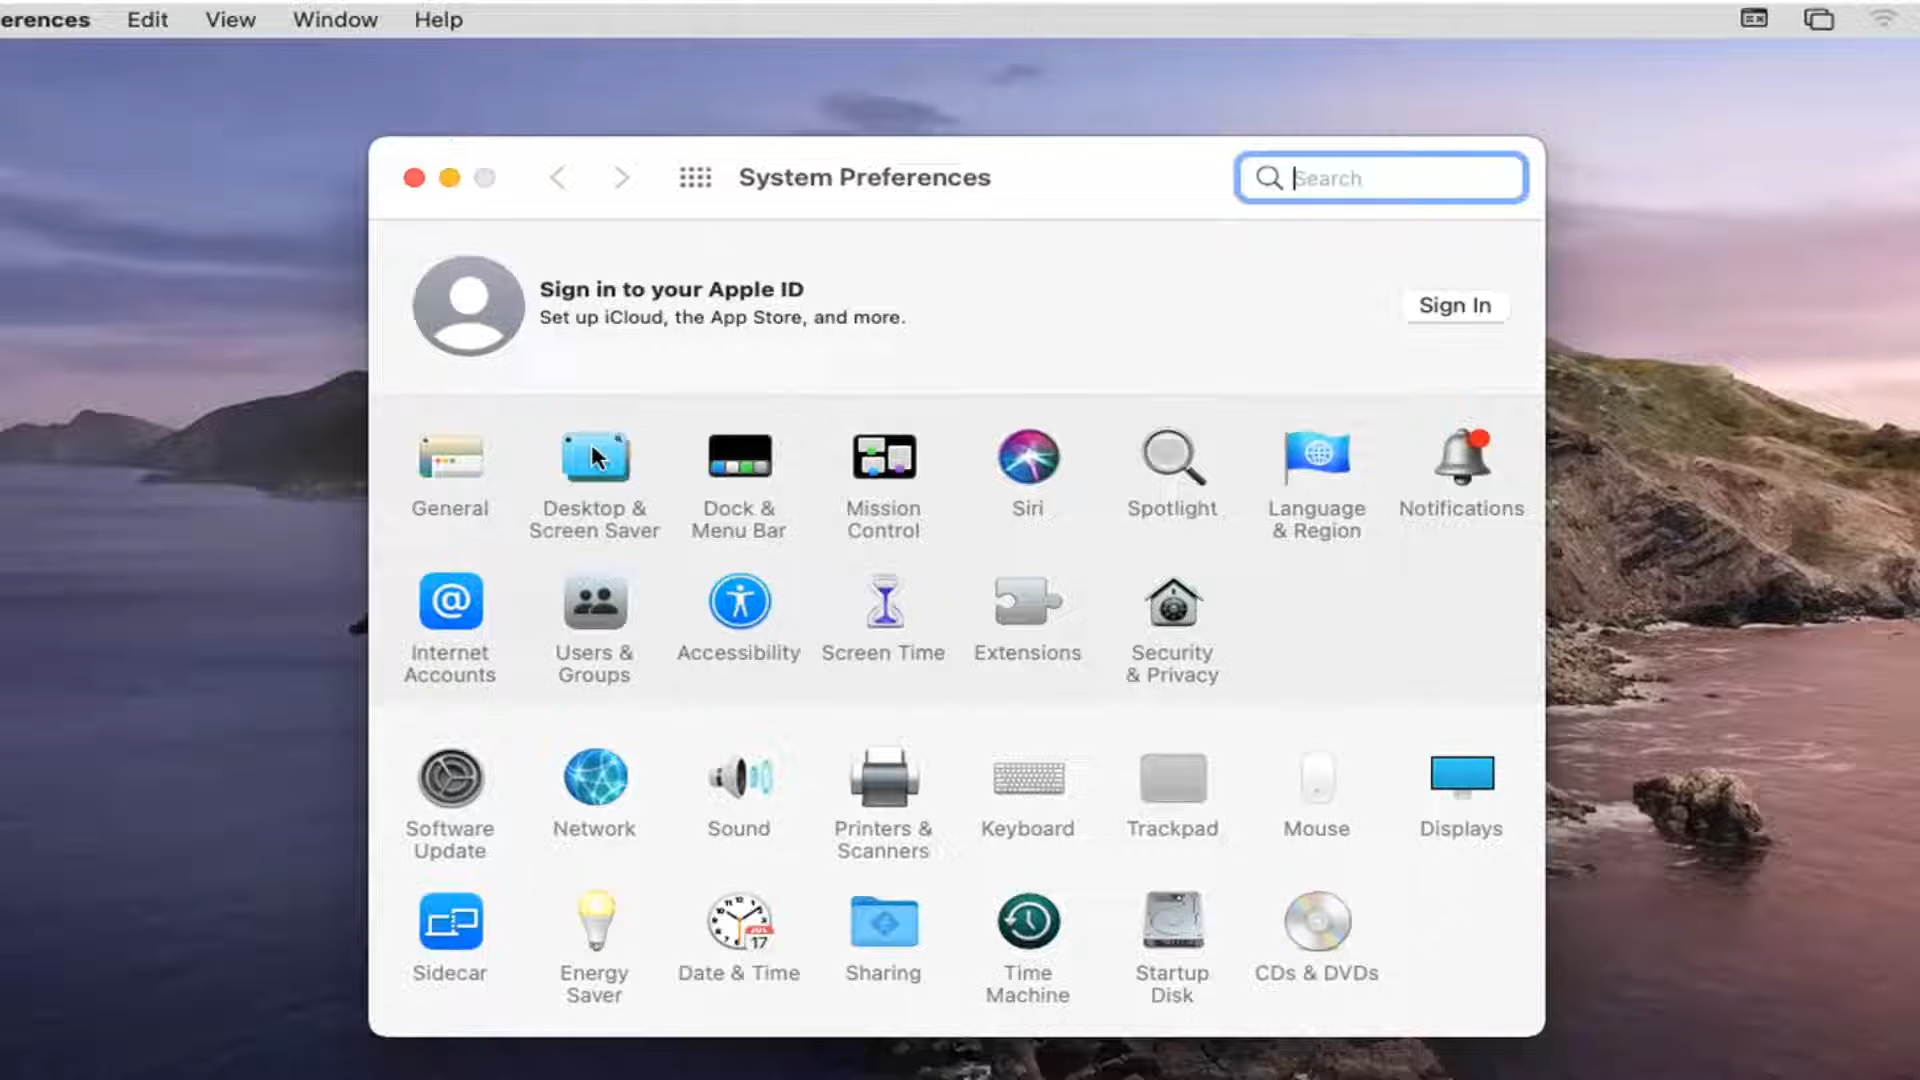 erences Edit View Window Help
System Preferences
Search
Sign in to your Apple ID
Set up iCloud, the App Store, and more.
Sign In
General
Desktop &
Screen Saver
Dock &
Menu Bar
Mission
Control
Siri
Spotlight
Language
& Region
Notifications
Internet
Accounts
Users &
Groups
Accessibility
Screen Time
Extensions
Security
& Privacy
Software
Update
Network
Sound
Printers &
Scanners
Keyboard
Trackpad
Mouse
Displays
Sidecar
Energy
Saver
JUL
17
Date & Time
Sharing
Time
Machine
Startup
Disk
CDs & DVDs